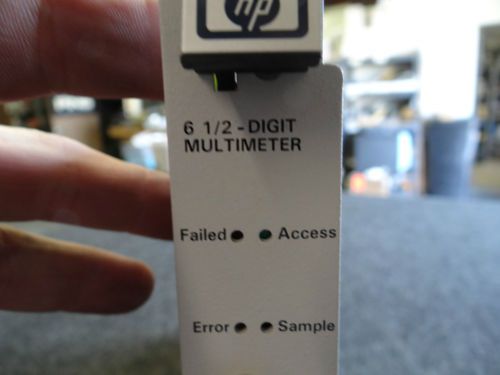 hp
6 1/2-DIGIT
MULTIMETER
Failed Access
Error Sample